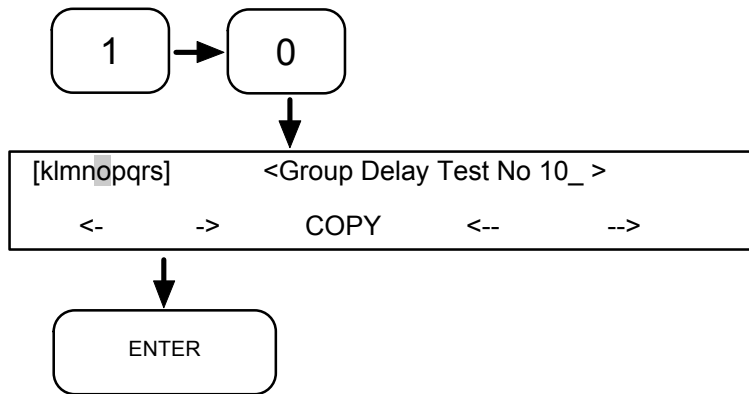 1 0
[klmnopqrs] <Group Delay Test No 10_ >
<- -> COPY <-- -->
ENTER